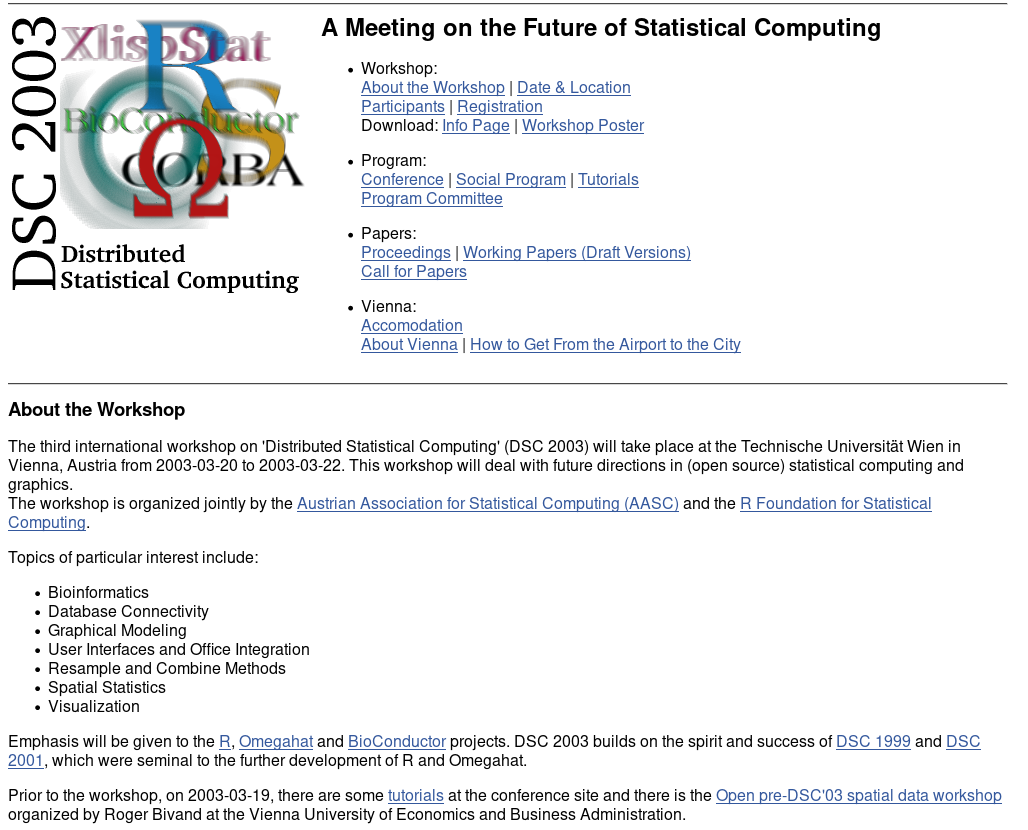 DSC 2003
XlispStat
R
BioConductor
S
CORBA
Ω
Distributed
Statistical Computing
A Meeting on the Future of Statistical Computing
• Workshop:
About the Workshop | Date & Location
Participants | Registration
Download: Info Page | Workshop Poster
• Program:
Conference | Social Program | Tutorials
Program Committee
• Papers:
Proceedings | Working Papers (Draft Versions)
Call for Papers
• Vienna:
Accomodation
About Vienna | How to Get From the Airport to the City
About the Workshop
The third international workshop on 'Distributed Statistical Computing' (DSC 2003) will take place at the Technische Universität Wien in
Vienna, Austria from 2003-03-20 to 2003-03-22. This workshop will deal with future directions in (open source) statistical computing and
graphics.
The workshop is organized jointly by the Austrian Association for Statistical Computing (AASC) and the R Foundation for Statistical
Computing.
Topics of particular interest include:
• Bioinformatics
• Database Connectivity
• Graphical Modeling
• User Interfaces and Office Integration
• Resample and Combine Methods
• Spatial Statistics
• Visualization
Emphasis will be given to the R, Omegahat and BioConductor projects. DSC 2003 builds on the spirit and success of DSC 1999 and DSC
2001, which were seminal to the further development of R and Omegahat.
Prior to the workshop, on 2003-03-19, there are some tutorials at the conference site and there is the Open pre-DSC'03 spatial data workshop
organized by Roger Bivand at the Vienna University of Economics and Business Administration.